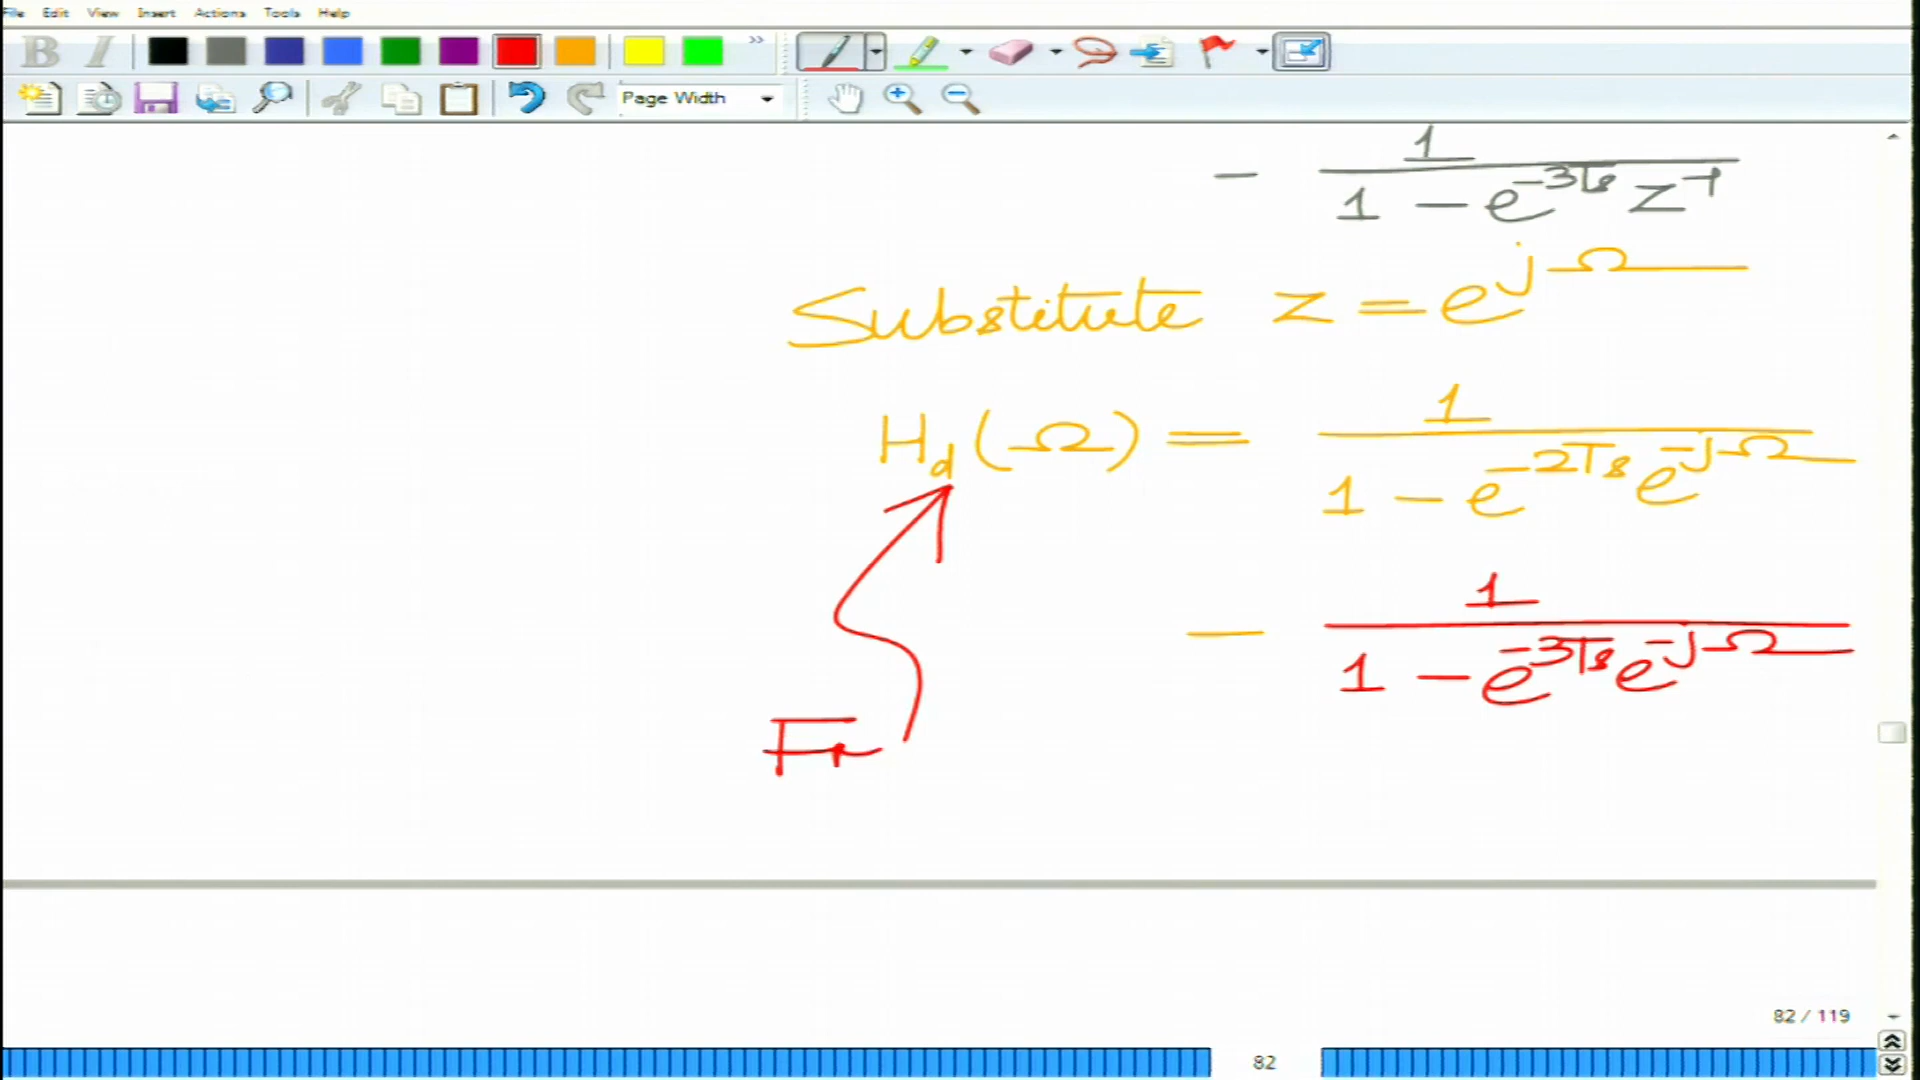 File Edit View Insert Actions Tools Help
B I »
Page Width
- 1 / (1 - e^{-3Ts} z^{-1})
Substitute z = e^{jΩ}
H_d(Ω) = 1 / (1 - e^{-2Ts} e^{-jΩ})
- 1 / (1 - e^{-3Ts} e^{-jΩ})
Fr
82 / 119
82